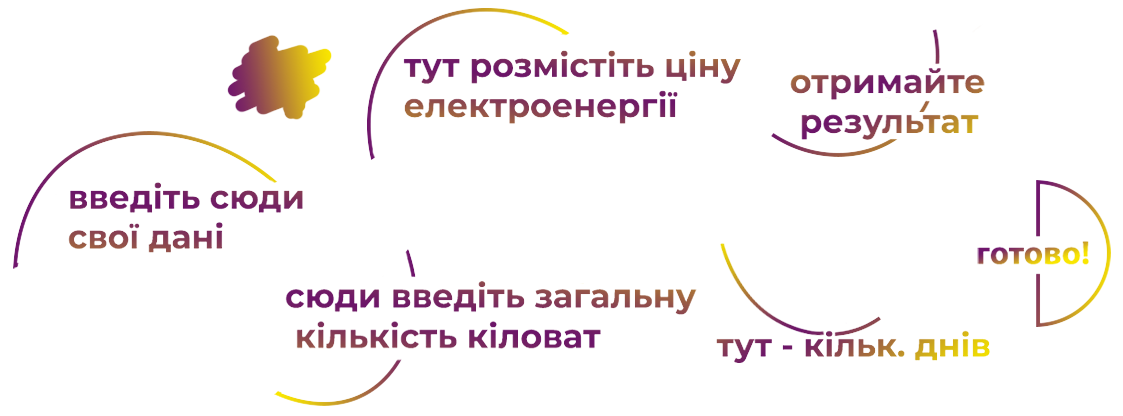 введіть сюди
свої дані
тут розмістіть ціну
електроенергії
сюди введіть загальну
кількість кіловат
тут - кільк. днів
отримайте
результат
готово!